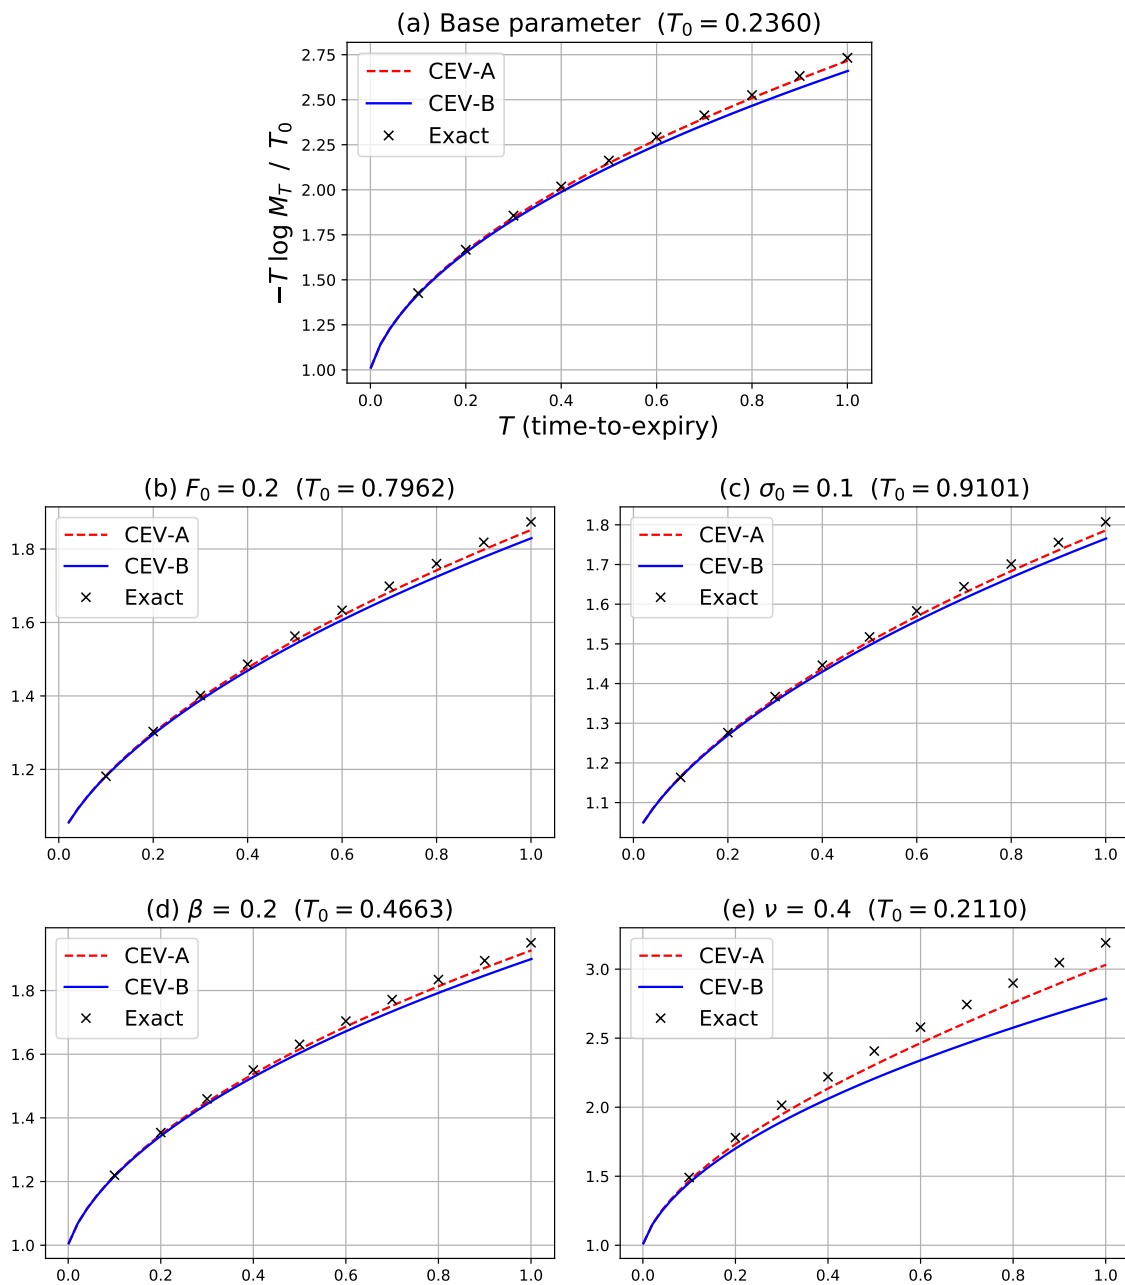 (a) Base parameter (T₀ = 0.2360)
2.75
2.50
2.25
2.00
1.75
1.50
1.25
1.00
−T log M_T / T₀
CEV-A
CEV-B
Exact
0.0 0.2 0.4 0.6 0.8 1.0
T (time-to-expiry)
(b) F₀ = 0.2 (T₀ = 0.7962)
1.8
1.6
1.4
1.2
CEV-A
CEV-B
Exact
0.0 0.2 0.4 0.6 0.8 1.0
(c) σ₀ = 0.1 (T₀ = 0.9101)
1.8
1.7
1.6
1.5
1.4
1.3
1.2
1.1
CEV-A
CEV-B
Exact
0.0 0.2 0.4 0.6 0.8 1.0
(d) β = 0.2 (T₀ = 0.4663)
1.8
1.6
1.4
1.2
1.0
CEV-A
CEV-B
Exact
0.0 0.2 0.4 0.6 0.8 1.0
(e) ν = 0.4 (T₀ = 0.2110)
3.0
2.5
2.0
1.5
1.0
CEV-A
CEV-B
Exact
0.0 0.2 0.4 0.6 0.8 1.0